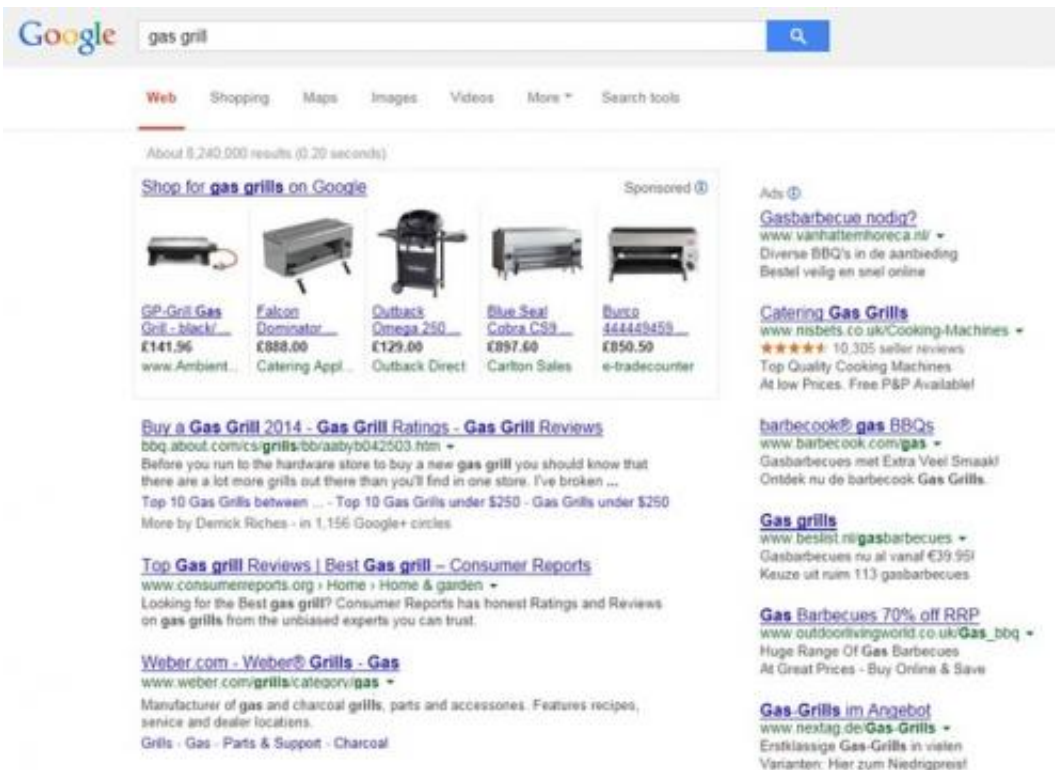 Google
gas grill
Web Shopping Maps Images Videos More Search tools
About 8,240,000 results (0.20 seconds)
Shop for gas grills on Google
Sponsored
GP-Grill Gas
Grill - black/ ...
£141.96
www.Ambient...
Falcon
Dominator ...
£888.00
Catering Appl...
Outback
Omega 250 ...
£129.00
Outback Direct
Blue Seal
Cobra CS9 ...
£897.60
Carlton Sales
Burco
444449459 ...
£850.50
e-tradecounter
Buy a Gas Grill 2014 - Gas Grill Ratings - Gas Grill Reviews
bbq.about.com/cs/grills/bb/aabyb042503.htm
Before you run to the hardware store to buy a new gas grill you should know that
there are a lot more grills out there than you'll find in one store. I've broken ...
Top 10 Gas Grills between ... - Top 10 Gas Grills under $250 - Gas Grills under $250
More by Derrick Riches - in 1,156 Google+ circles
Top Gas grill Reviews | Best Gas grill – Consumer Reports
www.consumerreports.org › Home › Home & garden
Looking for the Best gas grill? Consumer Reports has honest Ratings and Reviews
on gas grills from the unbiased experts you can trust.
Weber.com - Weber® Grills - Gas
www.weber.com/grills/category/gas
Manufacturer of gas and charcoal grills, parts and accessories. Features recipes,
service and dealer locations.
Grills - Gas - Parts & Support - Charcoal
Ads
Gasbarbecue nodig?
www.vanhattemhoreca.nl/
Diverse BBQ's in de aanbieding
Bestel veilig en snel online
Catering Gas Grills
www.nisbets.co.uk/Cooking-Machines
10,305 seller reviews
Top Quality Cooking Machines
At low Prices. Free P&P Available!
barbecook® gas BBQs
www.barbecook.com/gas
Gasbarbecues met Extra Veel Smaak!
Ontdek nu de barbecook Gas Grills.
Gas grills
www.beslist.nl/gasbarbecues
Gasbarbecues nu al vanaf €39.95!
Keuze uit ruim 113 gasbarbecues
Gas Barbecues 70% off RRP
www.outdoorlivingworld.co.uk/Gas_bbq
Huge Range Of Gas Barbecues
At Great Prices - Buy Online & Save
Gas-Grills im Angebot
www.nextag.de/Gas-Grills
Erstklassige Gas-Grills in vielen
Varianten: Hier zum Niedrigpreis!